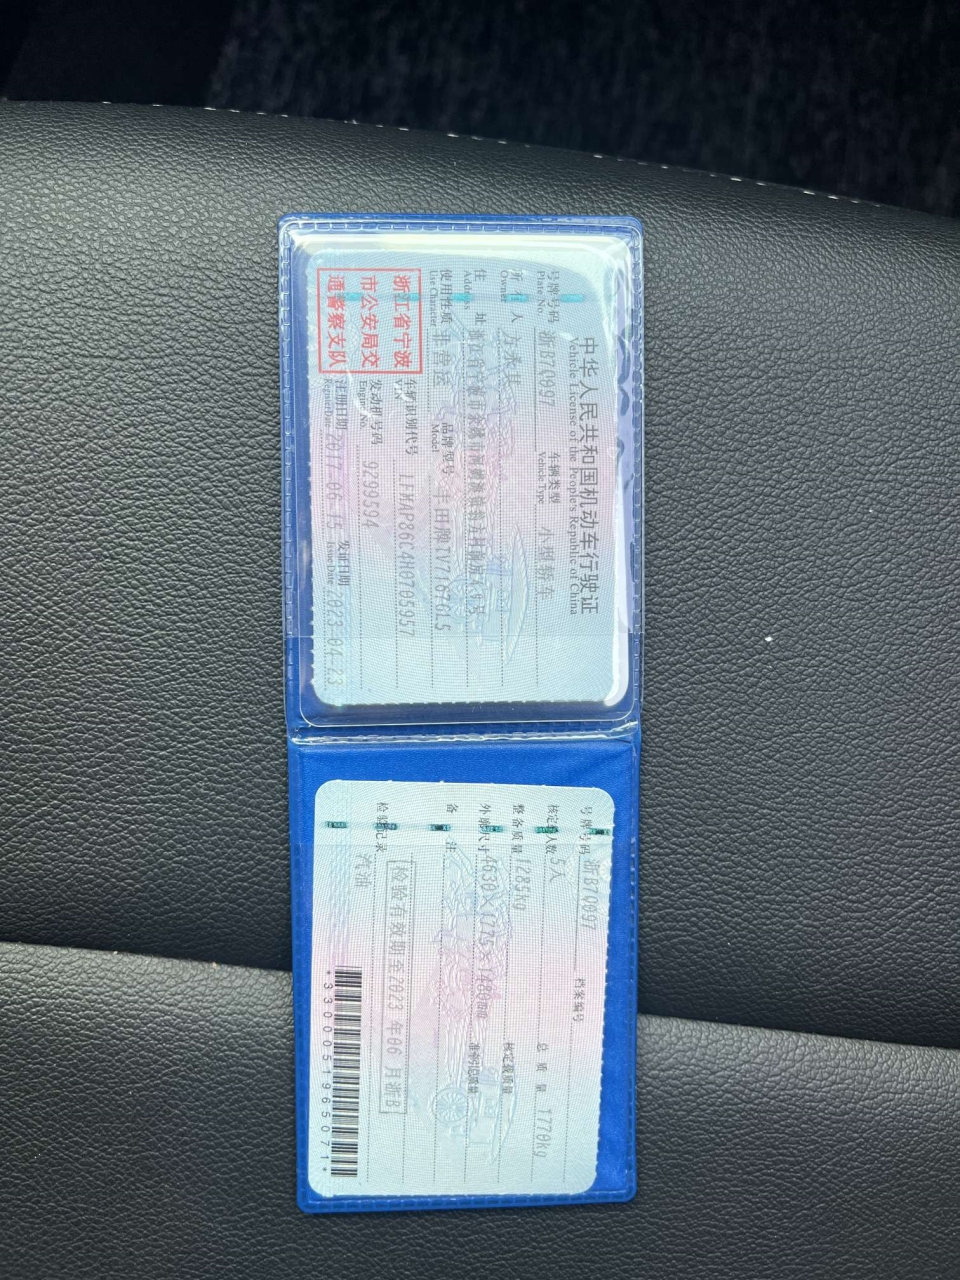 中华人民共和国机动车行驶证
Vehicle License of the People's Republic of China
号牌号码 浙B7Q997 车辆类型 小型轿车
Plate No. Vehicle Type
所有人
Owner
住址
Address
使用性质 非营运 品牌型号 丰田牌
Use Character Model
浙江省宁波
市公安局交
通警察支队
车辆识别代号
VIN
发动机号码 9299594
Engine No.
注册日期 2017-06-15 发证日期 2023-04-23
Register Date Issue Date
号牌号码 浙B7Q997 档案编号
核定载人数 5人 总质量 1770kg
整备质量 1285kg 核定载质量
外廓尺寸 4630×1775×1480mm 准牵引总质量
备注
检验记录 检验有效期至2023年06月浙B
汽油
*3300051965071*